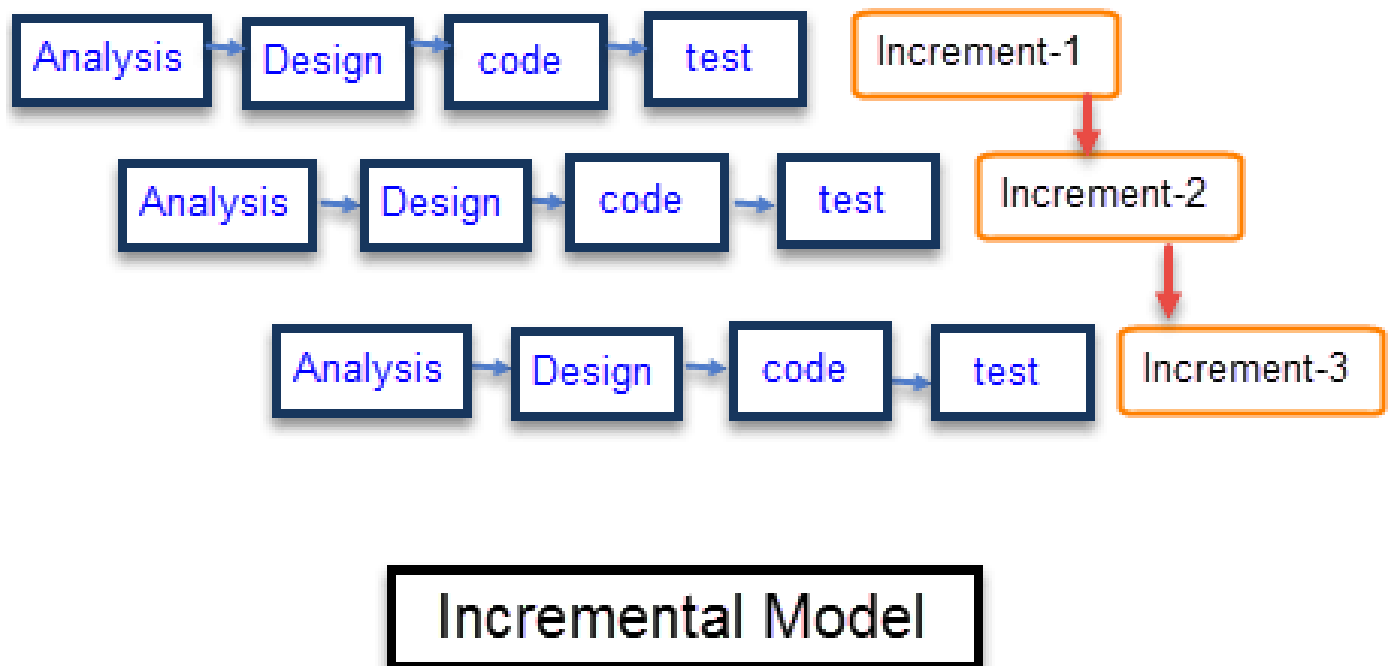 Analysis Design code test Increment-1
Analysis Design code test Increment-2
Analysis Design code test Increment-3
Incremental Model